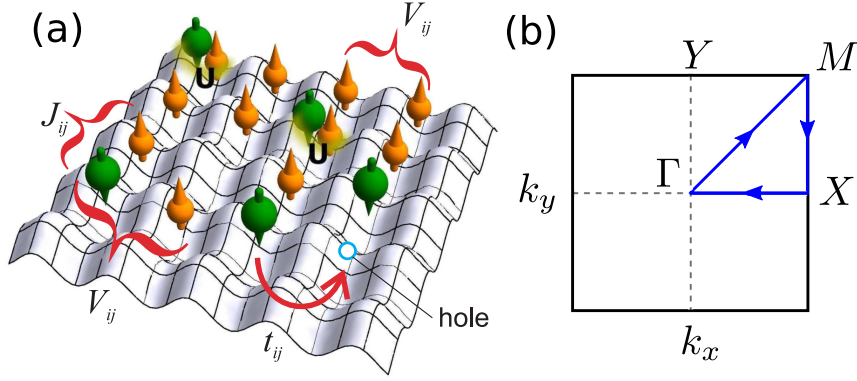 (a)
V_ij
(b)
Y
M
U
J_ij
U
Γ
X
k_y
V_ij
hole
t_ij
k_x